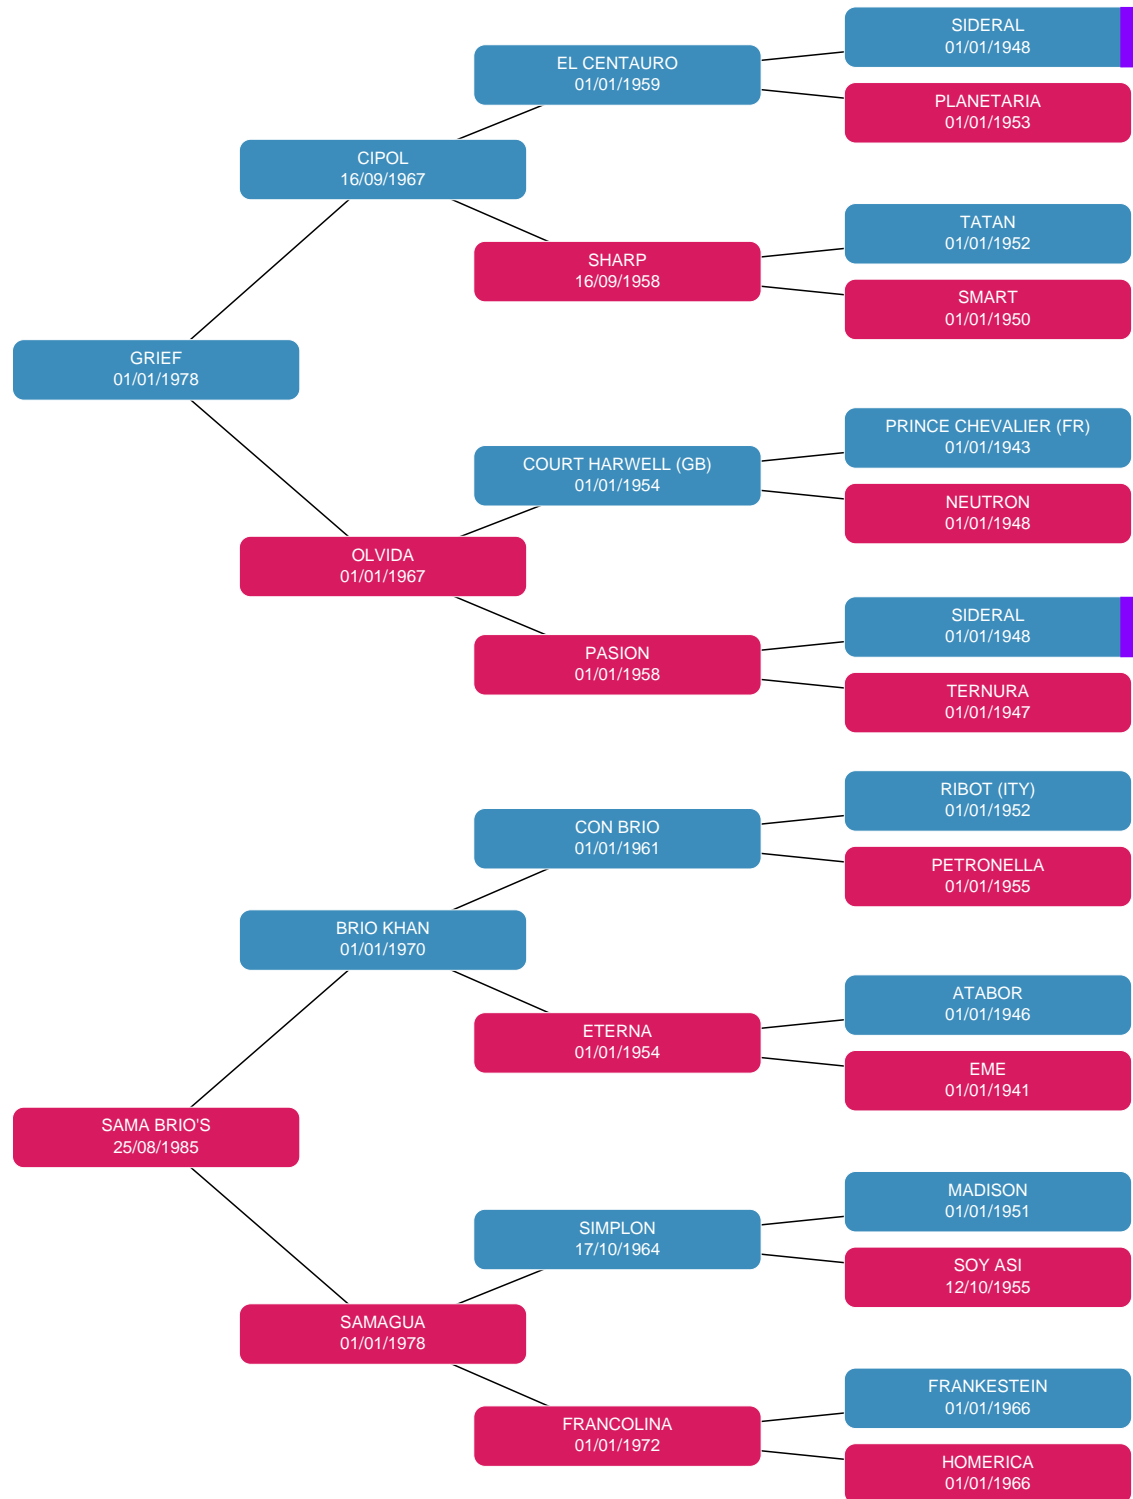 SIDERAL
01/01/1948
EL CENTAURO
01/01/1959
PLANETARIA
01/01/1953
CIPOL
16/09/1967
TATAN
01/01/1952
SHARP
16/09/1958
SMART
01/01/1950
GRIEF
01/01/1978
PRINCE CHEVALIER (FR)
01/01/1943
COURT HARWELL (GB)
01/01/1954
NEUTRON
01/01/1948
OLVIDA
01/01/1967
SIDERAL
01/01/1948
PASION
01/01/1958
TERNURA
01/01/1947
RIBOT (ITY)
01/01/1952
CON BRIO
01/01/1961
PETRONELLA
01/01/1955
BRIO KHAN
01/01/1970
ATABOR
01/01/1946
ETERNA
01/01/1954
EME
01/01/1941
SAMA BRIO'S
25/08/1985
MADISON
01/01/1951
SIMPLON
17/10/1964
SOY ASI
12/10/1955
SAMAGUA
01/01/1978
FRANKESTEIN
01/01/1966
FRANCOLINA
01/01/1972
HOMERICA
01/01/1966